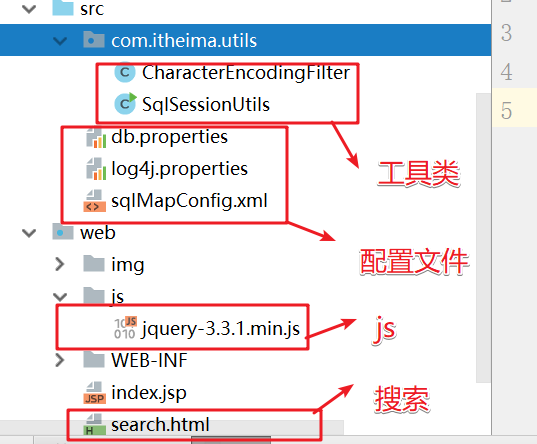 src
2
com.itheima.utils
3
CharacterEncodingFilter
4
SqlSessionUtils
5
db.properties
log4j.properties
工具类
sqlMapConfig.xml
web
配置文件
img
js
jquery-3.3.1.min.js
js
WEB-INF
index.jsp
搜索
search.html